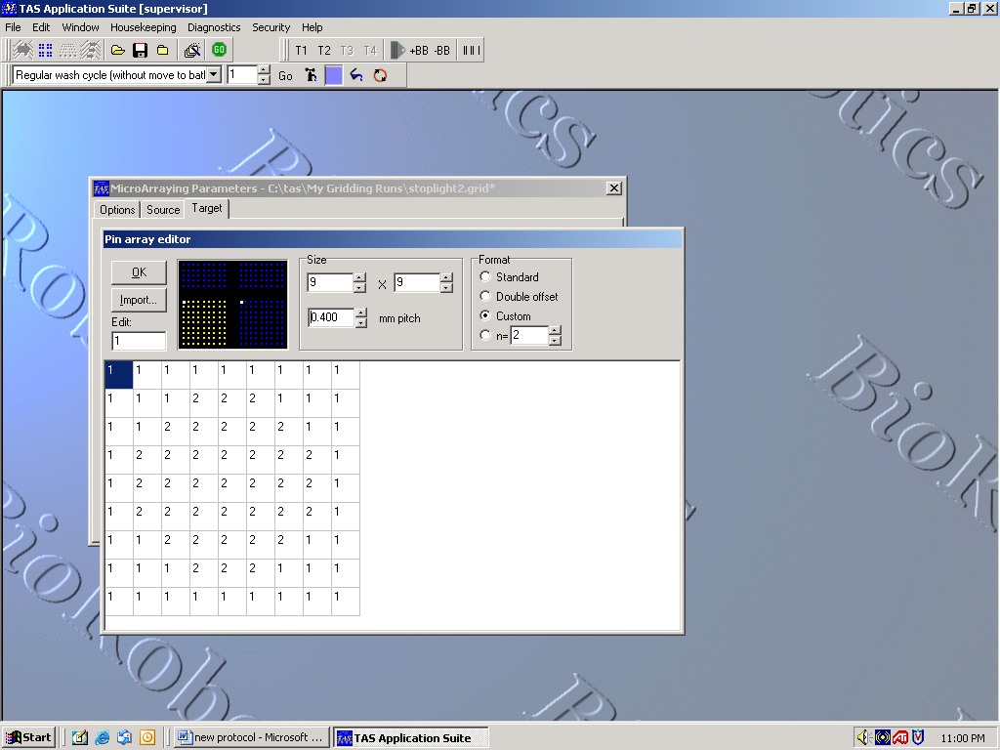 TAS Application Suite [supervisor]
File Edit Window Housekeeping Diagnostics Security Help
GO T1 T2 T3 T4 +BB -BB
Regular wash cycle (without move to batl 1 Go
Biorobotics
MicroArraying Parameters - C:\tas\My Gridding Runs\stoplight2.grid*
Options Source Target
Pin array editor
OK
Import...
Edit:
1
Size
9 X 9
0.400 mm pitch
Format
Standard
Double offset
Custom
n= 2
1 1 1 1 1 1 1 1 1
1 1 1 2 2 2 1 1 1
1 1 2 2 2 2 2 1 1
1 2 2 2 2 2 2 2 1
1 2 2 2 2 2 2 2 1
1 2 2 2 2 2 2 2 1
1 1 2 2 2 2 2 1 1
1 1 1 2 2 2 1 1 1
1 1 1 1 1 1 1 1 1
Start new protocol - Microsoft ... TAS Application Suite 11:00 PM